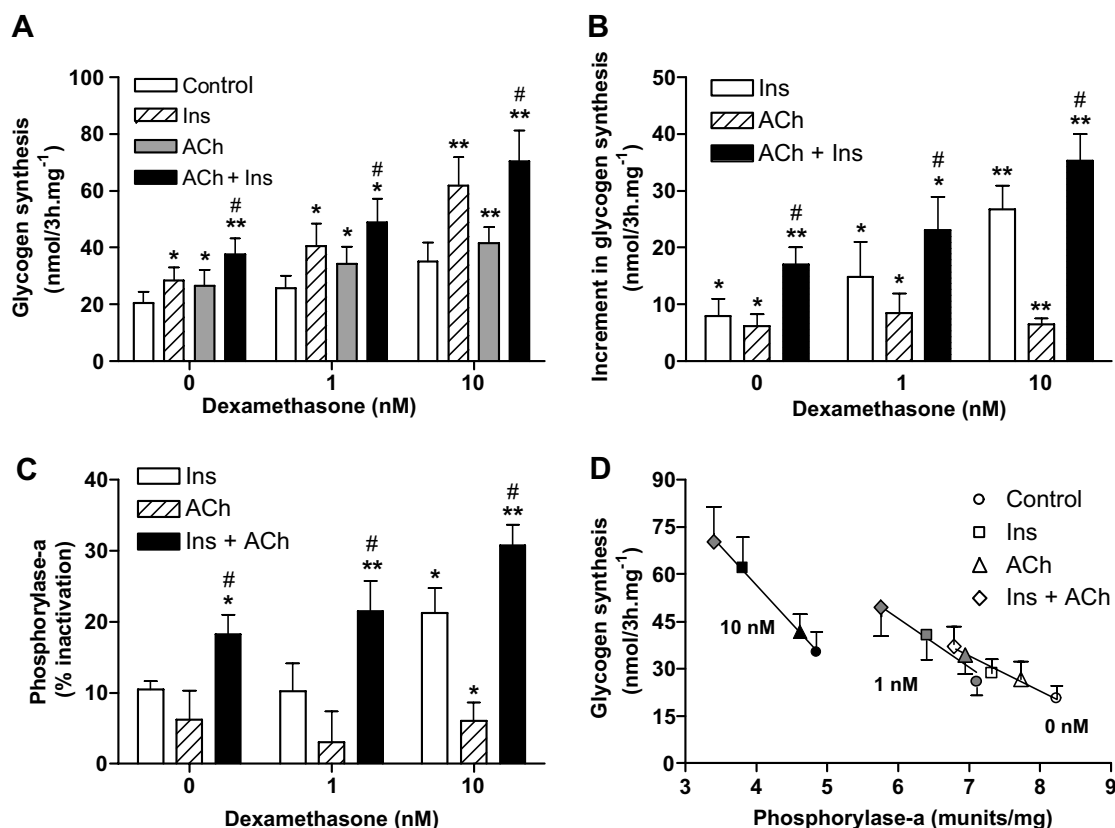 A
Glycogen synthesis
(nmol/3h.mg⁻¹)
100
80
60
40
20
0
Control
Ins
ACh
ACh + Ins
* * # **
* * # *
** ** # **
0 1 10
Dexamethasone (nM)
B
Increment in glycogen synthesis
(nmol/3h.mg⁻¹)
50
40
30
20
10
0
Ins
ACh
ACh + Ins
* * # **
* * # *
** ** # **
0 1 10
Dexamethasone (nM)
C
Phosphorylase-a
(% inactivation)
40
30
20
10
0
Ins
ACh
Ins + ACh
# *
# **
* * # **
0 1 10
Dexamethasone (nM)
D
Glycogen synthesis
(nmol/3h.mg⁻¹)
90
75
60
45
30
15
0
Control
Ins
ACh
Ins + ACh
10 nM
1 nM
0 nM
3 4 5 6 7 8 9
Phosphorylase-a (munits/mg)